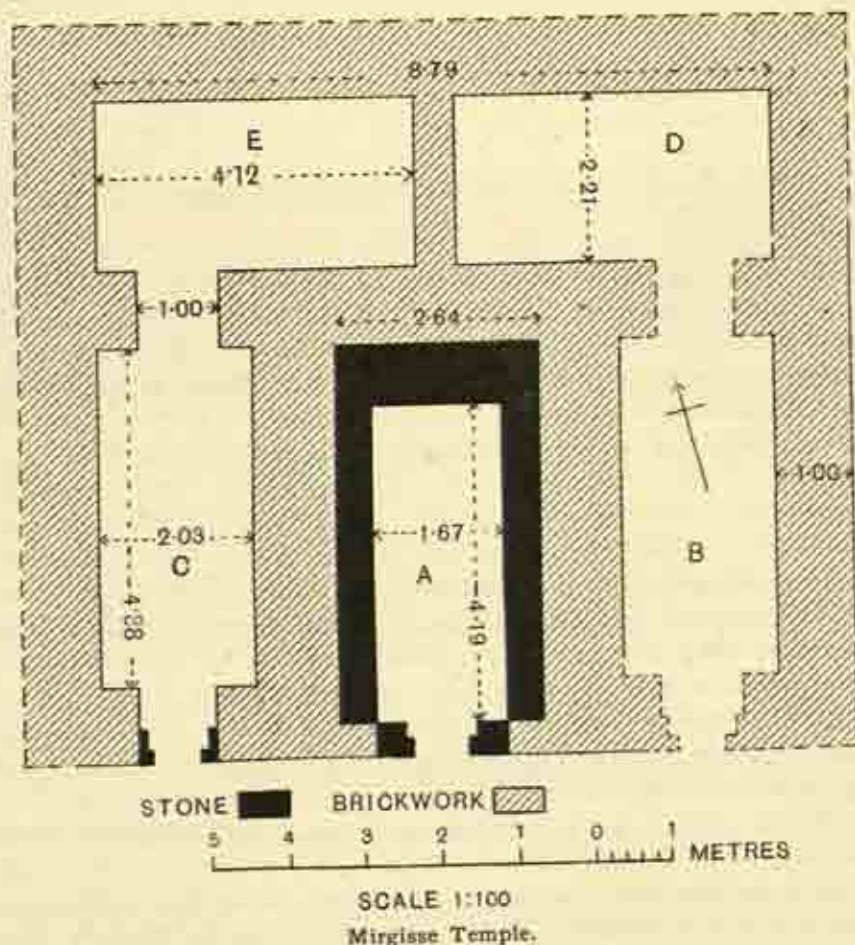 8·79
E
D
4·12
2·21
1·00
2·64
1·00
2·03
1·67
C
A
B
4·88
4·19
STONE BRICKWORK
5 4 3 2 1 0 1 METRES
SCALE 1:100
Mirgisse Temple.